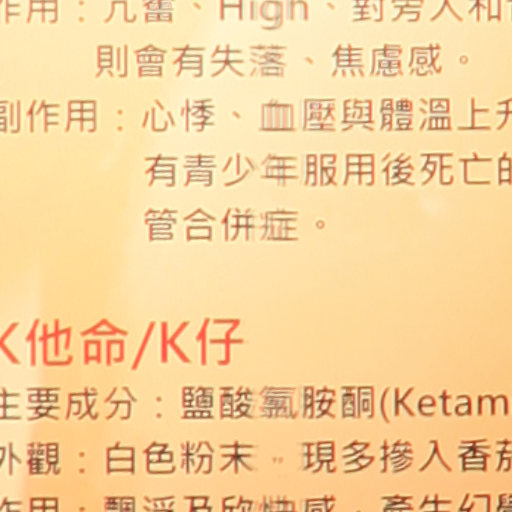 作用：亢奮、High、對旁人和
則會有失落、焦慮感。
副作用：心悸、血壓與體溫上升
有青少年服用後死亡的
管合併症。
K他命/K仔
主要成分：鹽酸氯胺酮(Ketam
外觀：白色粉末。現多摻入香菸
作用：飄浮及欣快感，產生幻覺